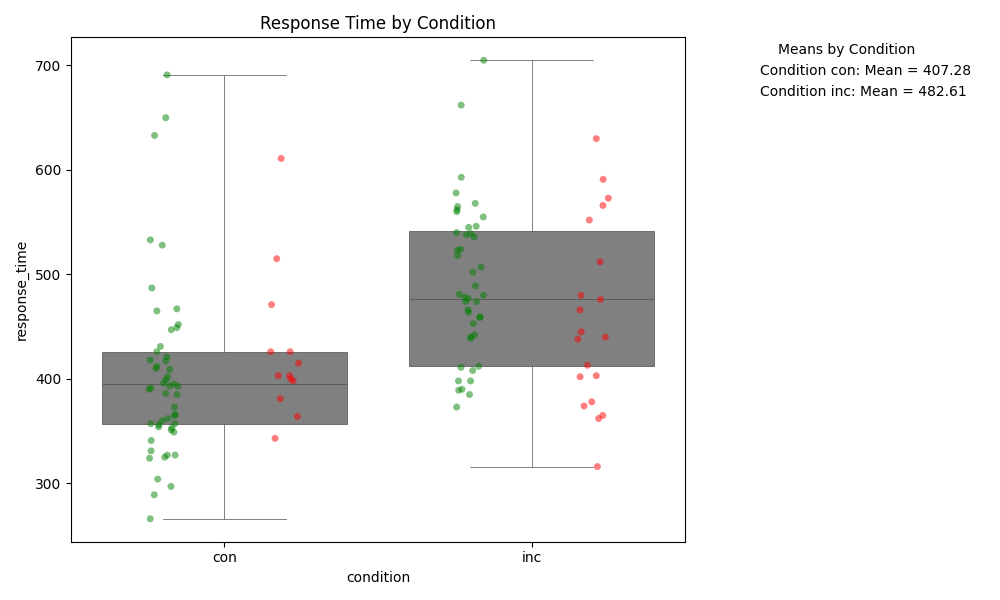 Response Time by Condition
Means by Condition
Condition con: Mean = 407.28
Condition inc: Mean = 482.61
700
600
500
400
300
response_time
con
inc
condition